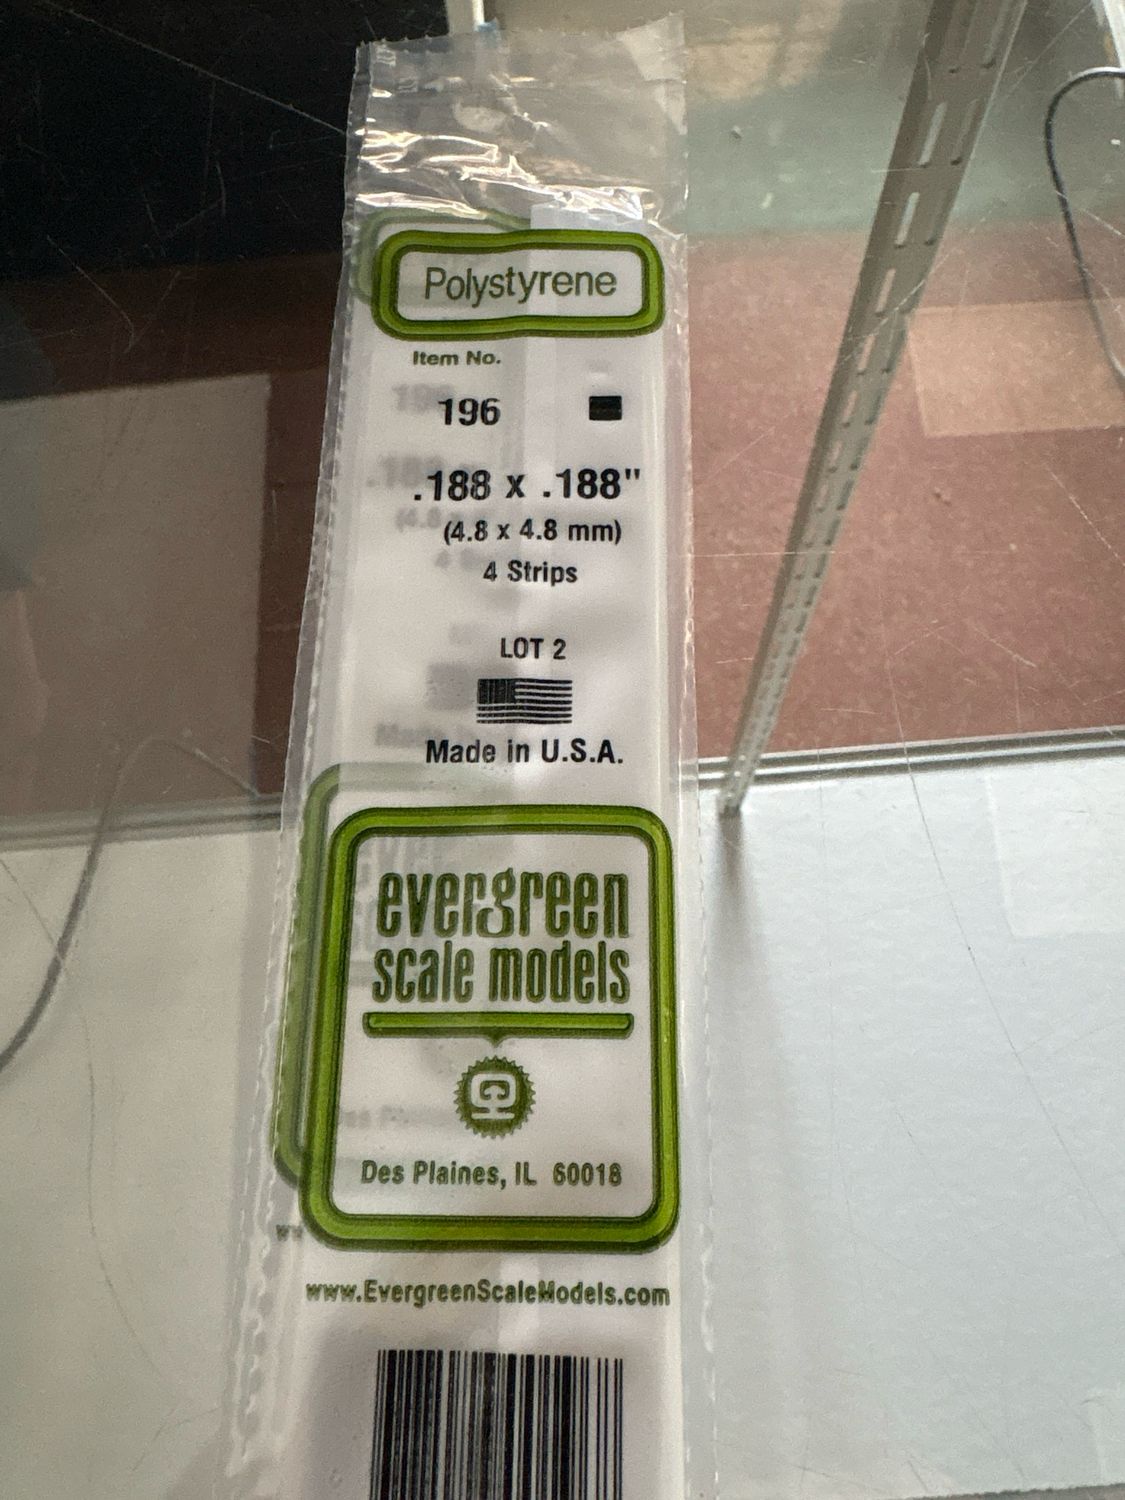 Polystyrene
Item No.
196
.188 x .188"
(4.8 x 4.8 mm)
4 Strips
LOT 2
Made in U.S.A.
evergreen
scale models
Des Plaines, IL 60018
www.EvergreenScaleModels.com